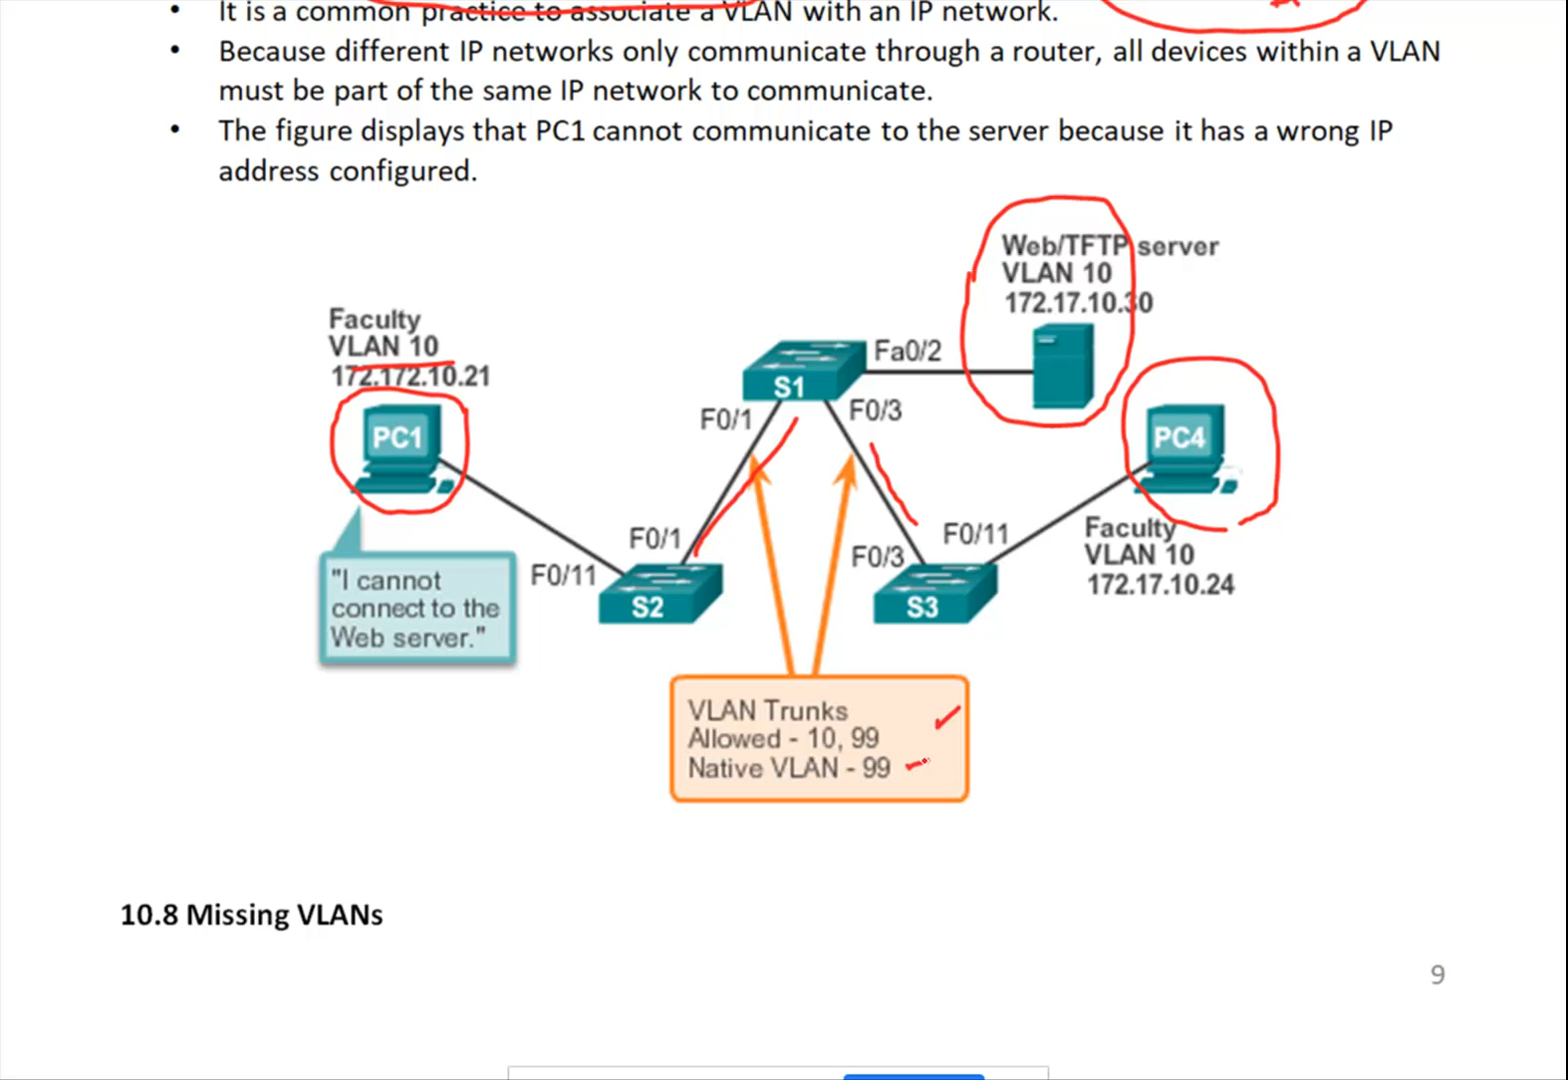 • It is a common practice to associate a VLAN with an IP network.
• Because different IP networks only communicate through a router, all devices within a VLAN
must be part of the same IP network to communicate.
• The figure displays that PC1 cannot communicate to the server because it has a wrong IP
address configured.
Web/TFTP server
VLAN 10
172.17.10.30
Faculty
VLAN 10
172.172.10.21
S1
Fa0/2
F0/1
F0/3
PC1
PC4
F0/1
F0/11
F0/3
F0/11
Faculty
VLAN 10
172.17.10.24
"I cannot
connect to the
Web server."
S2
S3
VLAN Trunks
Allowed - 10, 99
Native VLAN - 99
10.8 Missing VLANs
9